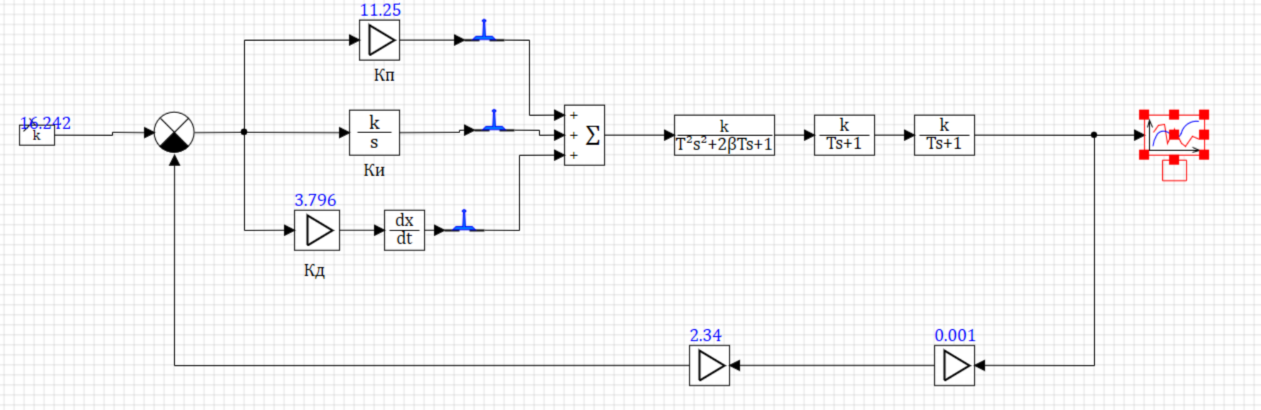 11.25
Кп
16.242
k
k
s
Ки
+
+
+
Σ
k
T²s²+2βTs+1
k
Ts+1
k
Ts+1
3.796
dx
dt
Кд
2.34
0.001